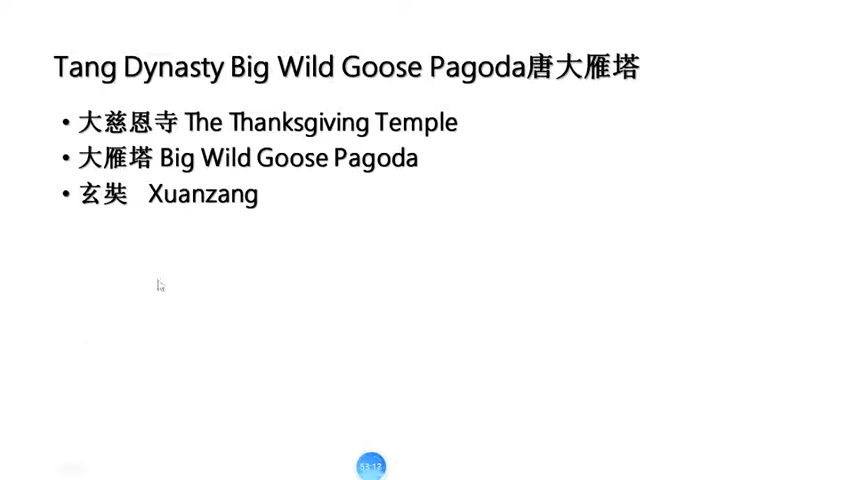 Tang Dynasty Big Wild Goose Pagoda唐大雁塔
• 大慈恩寺 The Thanksgiving Temple
• 大雁塔 Big Wild Goose Pagoda
• 玄奘 Xuanzang
53:17